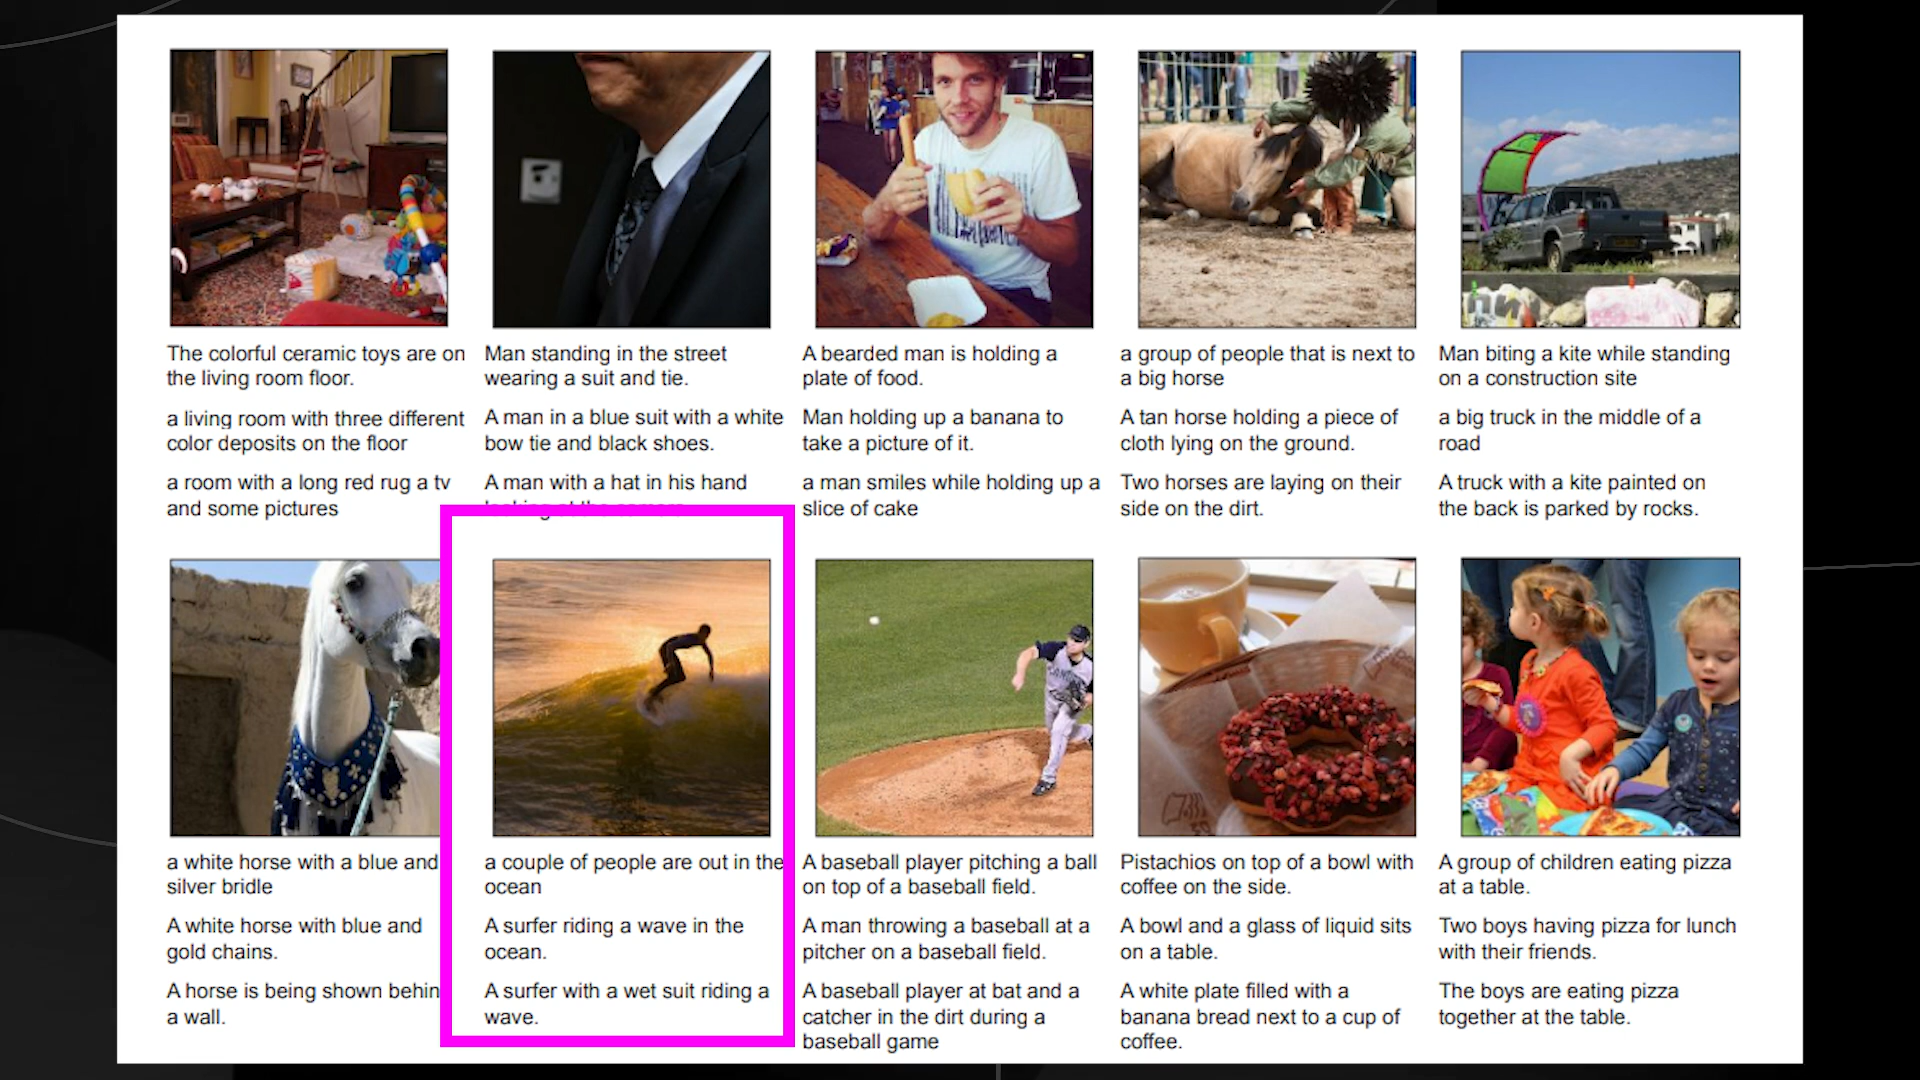 The colorful ceramic toys are on
the living room floor.
a living room with three different
color deposits on the floor
a room with a long red rug a tv
and some pictures
Man standing in the street
wearing a suit and tie.
A man in a blue suit with a white
bow tie and black shoes.
A man with a hat in his hand
A bearded man is holding a
plate of food.
Man holding up a banana to
take a picture of it.
a man smiles while holding up a
slice of cake
a group of people that is next to
a big horse
A tan horse holding a piece of
cloth lying on the ground.
Two horses are laying on their
side on the dirt.
Man biting a kite while standing
on a construction site
a big truck in the middle of a
road
A truck with a kite painted on
the back is parked by rocks.
a white horse with a blue and
silver bridle
A white horse with blue and
gold chains.
A horse is being shown behin
a wall.
a couple of people are out in the
ocean
A surfer riding a wave in the
ocean.
A surfer with a wet suit riding a
wave.
A baseball player pitching a ball
on top of a baseball field.
A man throwing a baseball at a
pitcher on a baseball field.
A baseball player at bat and a
catcher in the dirt during a
baseball game
Pistachios on top of a bowl with
coffee on the side.
A bowl and a glass of liquid sits
on a table.
A white plate filled with a
banana bread next to a cup of
coffee.
A group of children eating pizza
at a table.
Two boys having pizza for lunch
with their friends.
The boys are eating pizza
together at the table.